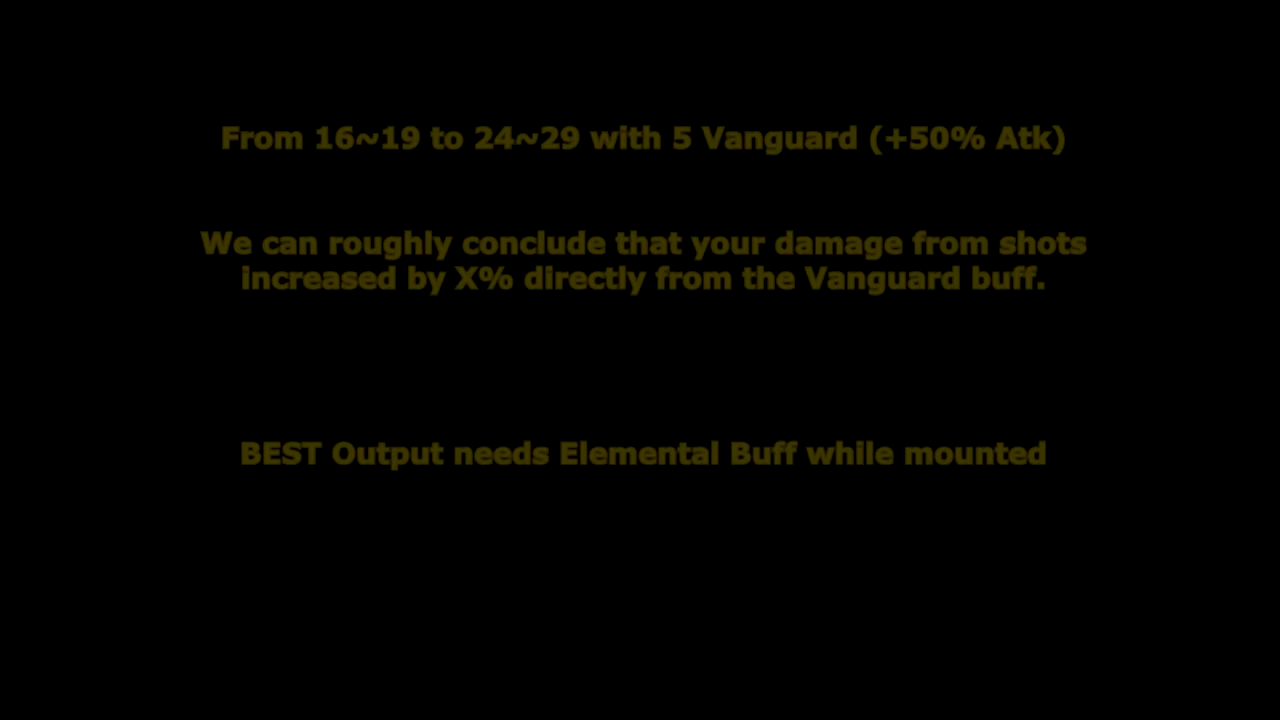 From 16~19 to 24~29 with 5 Vanguard (+50% Atk)
We can roughly conclude that your damage from shots
increased by X% directly from the Vanguard buff.
BEST Output needs Elemental Buff while mounted